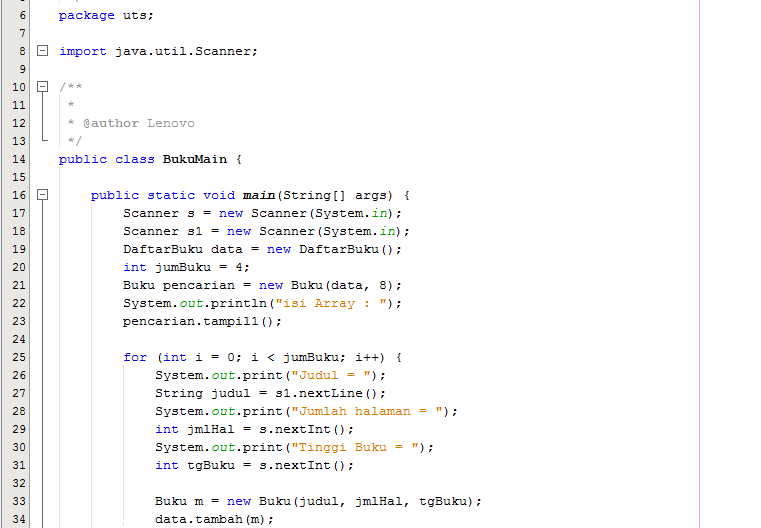 6 package uts;
7
8 import java.util.Scanner;
9
10 /**
11  *
12  * @author Lenovo
13  */
14 public class BukuMain {
15
16     public static void main(String[] args) {
17         Scanner s = new Scanner(System.in);
18         Scanner s1 = new Scanner(System.in);
19         DaftarBuku data = new DaftarBuku();
20         int jumBuku = 4;
21         Buku pencarian = new Buku(data, 8);
22         System.out.println("isi Array : ");
23         pencarian.tampil1();
24
25         for (int i = 0; i < jumBuku; i++) {
26             System.out.print("Judul = ");
27             String judul = s1.nextLine();
28             System.out.print("Jumlah halaman = ");
29             int jmlHal = s.nextInt();
30             System.out.print("Tinggi Buku = ");
31             int tgBuku = s.nextInt();
32
33             Buku m = new Buku(judul, jmlHal, tgBuku);
34             data.tambah(m);